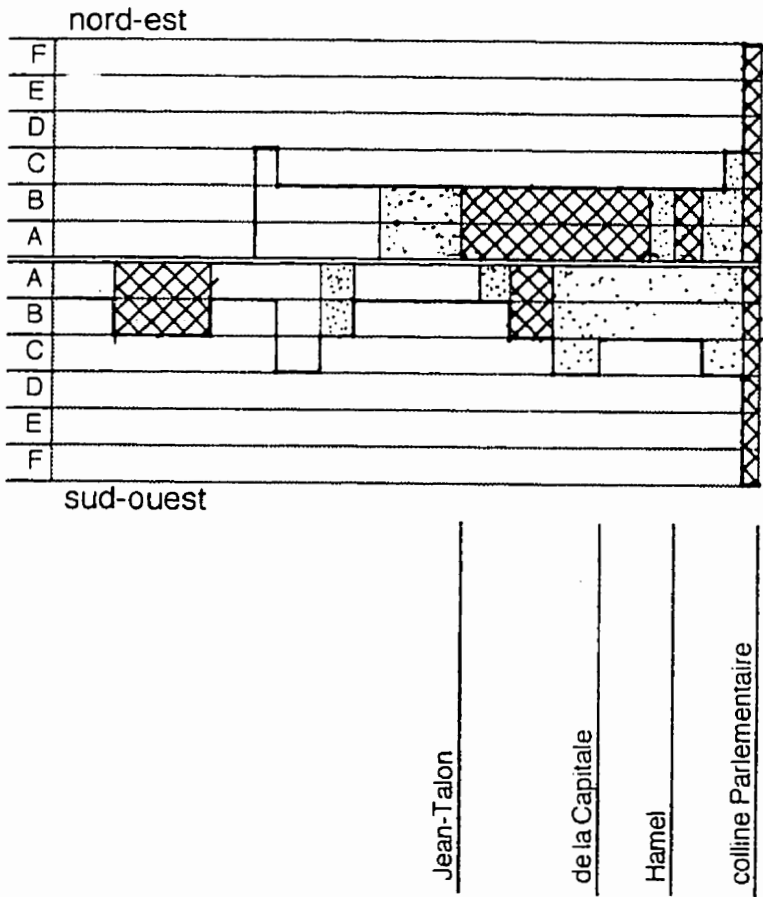 nord-est
F
E
D
C
B
A
A
B
C
D
E
F
sud-ouest
Jean-Talon
de la Capitale
Hamel
colline Parlementaire